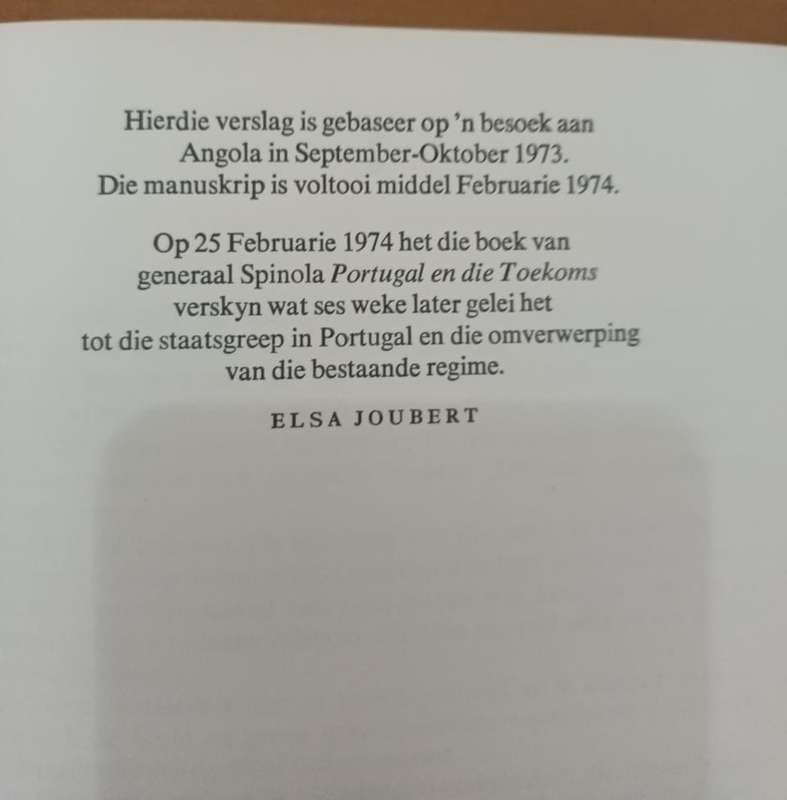 Hierdie verslag is gebaseer op ’n besoek aan
Angola in September-Oktober 1973.
Die manuskrip is voltooi middel Februarie 1974.
Op 25 Februarie 1974 het die boek van
generaal Spinola Portugal en die Toekoms
verskyn wat ses weke later gelei het
tot die staatsgreep in Portugal en die omverwerping
van die bestaande regime.
ELSA JOUBERT